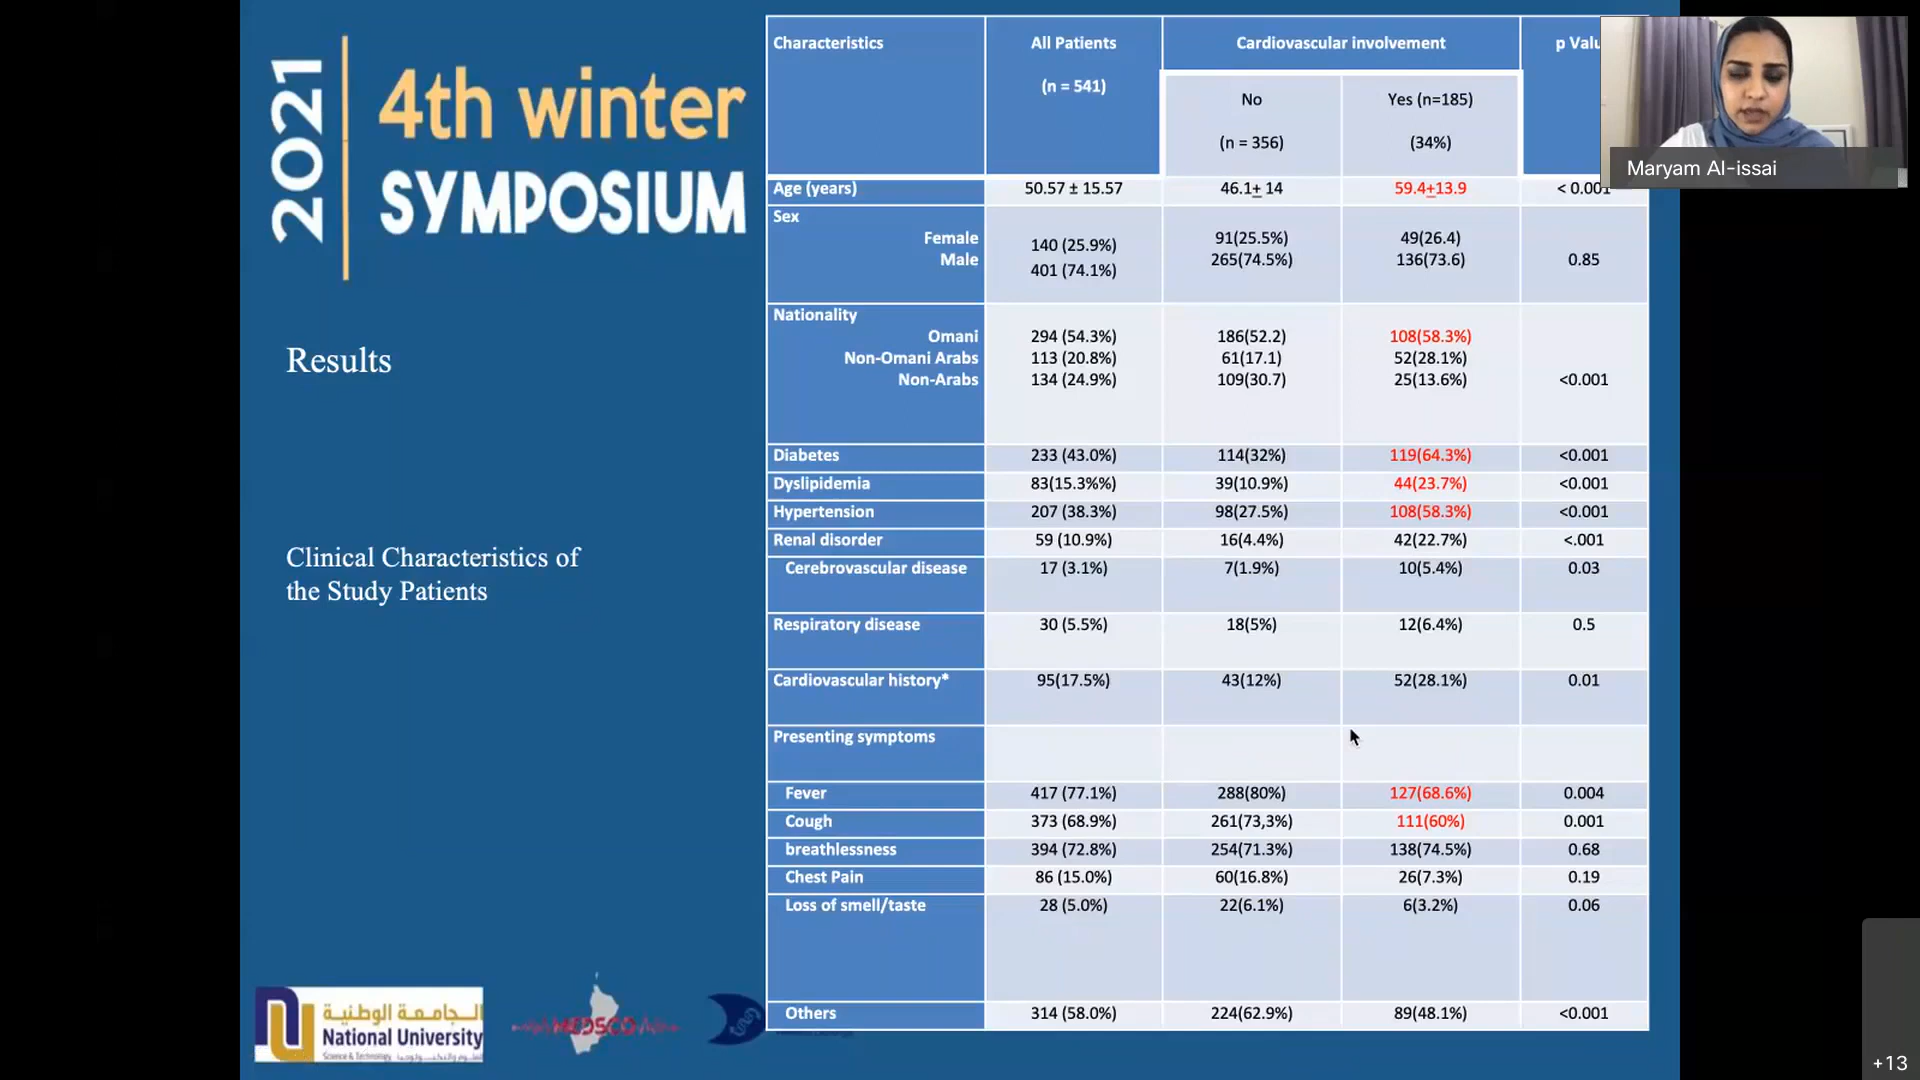 2021
4th winter
SYMPOSIUM
Results
Clinical Characteristics of
the Study Patients
Characteristics
All Patients
(n = 541)
Cardiovascular involvement
No
(n = 356)
Yes (n=185)
(34%)
p Valu
Age (years) 50.57 ± 15.57 46.1+ 14 59.4+13.9 < 0.001
Sex
Female 140 (25.9%) 91(25.5%) 49(26.4)
Male 401 (74.1%) 265(74.5%) 136(73.6) 0.85
Nationality
Omani 294 (54.3%) 186(52.2) 108(58.3%)
Non-Omani Arabs 113 (20.8%) 61(17.1) 52(28.1%)
Non-Arabs 134 (24.9%) 109(30.7) 25(13.6%) <0.001
Diabetes 233 (43.0%) 114(32%) 119(64.3%) <0.001
Dyslipidemia 83(15.3%%) 39(10.9%) 44(23.7%) <0.001
Hypertension 207 (38.3%) 98(27.5%) 108(58.3%) <0.001
Renal disorder 59 (10.9%) 16(4.4%) 42(22.7%) <.001
Cerebrovascular disease 17 (3.1%) 7(1.9%) 10(5.4%) 0.03
Respiratory disease 30 (5.5%) 18(5%) 12(6.4%) 0.5
Cardiovascular history* 95(17.5%) 43(12%) 52(28.1%) 0.01
Presenting symptoms
Fever 417 (77.1%) 288(80%) 127(68.6%) 0.004
Cough 373 (68.9%) 261(73,3%) 111(60%) 0.001
breathlessness 394 (72.8%) 254(71.3%) 138(74.5%) 0.68
Chest Pain 86 (15.0%) 60(16.8%) 26(7.3%) 0.19
Loss of smell/taste 28 (5.0%) 22(6.1%) 6(3.2%) 0.06
Others 314 (58.0%) 224(62.9%) 89(48.1%) <0.001
Maryam Al-issai
الجامعة الوطنية
National University
Science & Technology
MEDSCO
+13